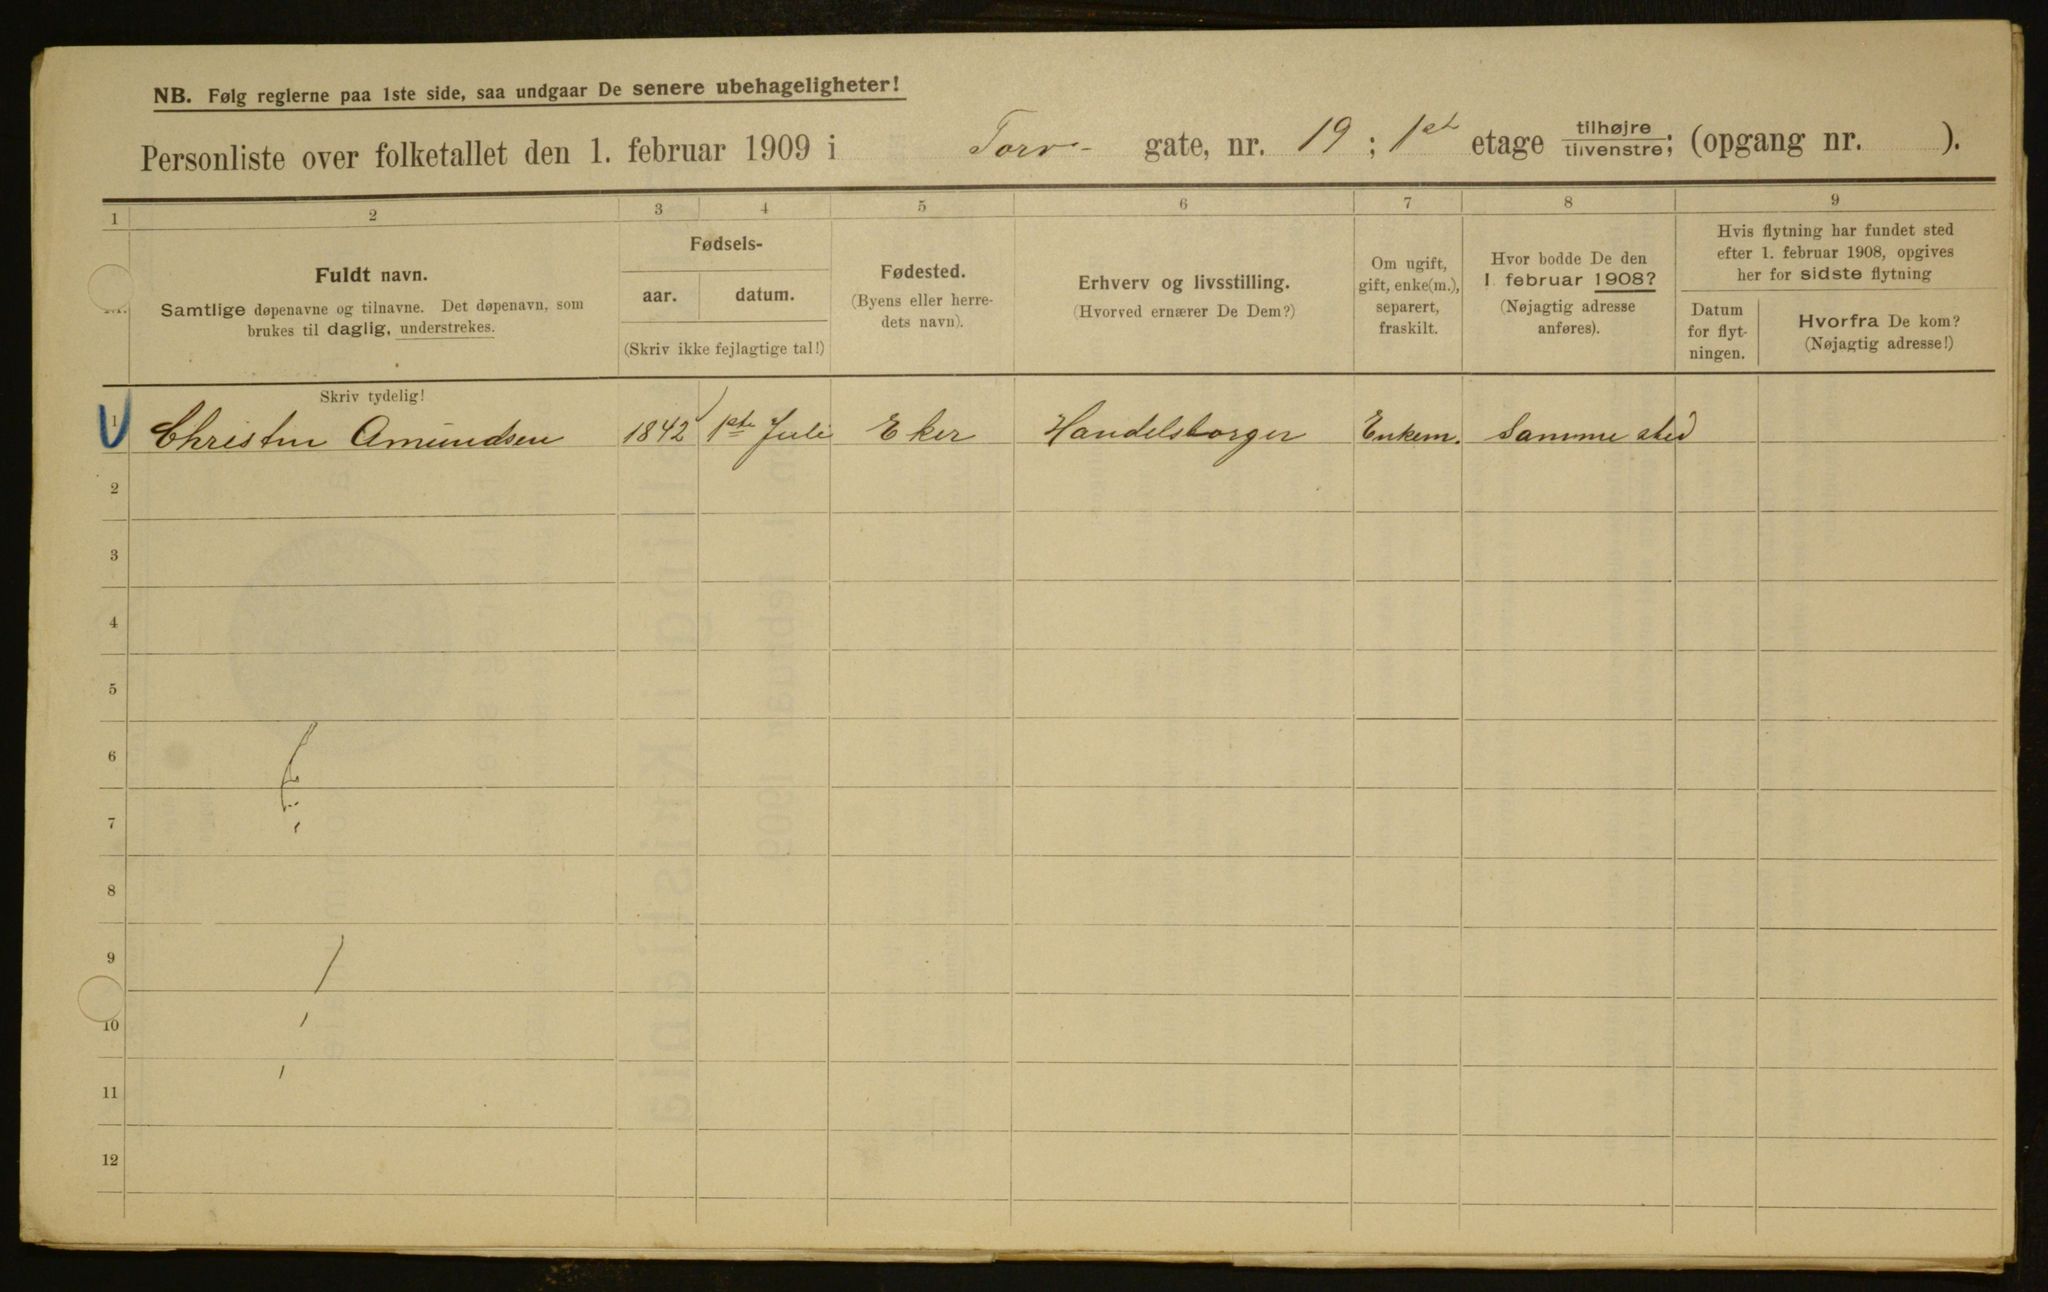 NB. Følg reglerne paa 1ste side, saa undgaar De senere ubehageligheter!
Personliste over folketallet den 1. februar 1909 i Torv- gate, nr. 19 ; 1st etage tilhøjre / tilvenstre; (opgang nr. ).
1 2 3 4 5 6 7 8 9
Fuldt navn.
Samtlige døpenavne og tilnavne. Det døpenavn, som
brukes til daglig, understrekes.
Skriv tydelig!
Fødsels-
aar. datum.
(Skriv ikke fejlagtige tal!)
Fødested.
(Byens eller herre-
dets navn).
Erhverv og livsstilling.
(Hvorved ernærer De Dem?)
Om ugift,
gift, enke(m.),
separert,
fraskilt.
Hvor bodde De den
1. februar 1908?
(Nøjagtig adresse
anføres).
Hvis flytning har fundet sted
efter 1. februar 1908, opgives
her for sidste flytning
Datum
for flyt-
ningen.
Hvorfra De kom?
(Nøjagtig adresse!)
1 Christin Amundsen 1842 1ste Juli Eker Handelsborger Enkem. Samme sted
2
3
4
5
6
7
8
9
10
11
12